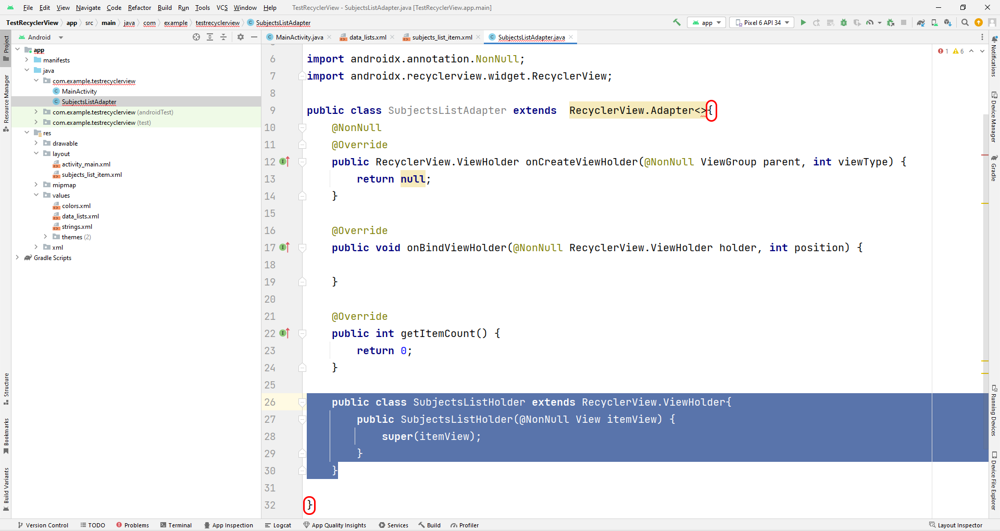 File Edit View Navigate Code Refactor Build Run Tools VCS Window Help TestRecyclerView - SubjectsListAdapter.java [TestRecyclerView.app.main]
TestRecyclerView app src main java com example testrecyclerview SubjectsListAdapter app Pixel 6 API 34
Android
MainActivity.java data_lists.xml subjects_list_item.xml SubjectsListAdapter.java
app
manifests
java
com.example.testrecyclerview
MainActivity
SubjectsListAdapter
com.example.testrecyclerview (androidTest)
com.example.testrecyclerview (test)
res
drawable
layout
activity_main.xml
subjects_list_item.xml
mipmap
values
colors.xml
data_lists.xml
strings.xml
themes (2)
xml
Gradle Scripts
Project
Resource Manager
Structure
Bookmarks
Build Variants
1 6
6 import androidx.annotation.NonNull;
7 import androidx.recyclerview.widget.RecyclerView;
8
9 public class SubjectsListAdapter extends  RecyclerView.Adapter<>{
10 @NonNull
11 @Override
12 public RecyclerView.ViewHolder onCreateViewHolder(@NonNull ViewGroup parent, int viewType) {
13 return null;
14 }
15
16 @Override
17 public void onBindViewHolder(@NonNull RecyclerView.ViewHolder holder, int position) {
18
19 }
20
21 @Override
22 public int getItemCount() {
23 return 0;
24 }
25
26 public class SubjectsListHolder extends RecyclerView.ViewHolder{
27 public SubjectsListHolder(@NonNull View itemView) {
28 super(itemView);
29 }
30 }
31
32 }
Notifications
Device Manager
Gradle
Running Devices
Device File Explorer
Version Control TODO Problems Terminal App Inspection Logcat App Quality Insights Services Build Profiler Layout Inspector